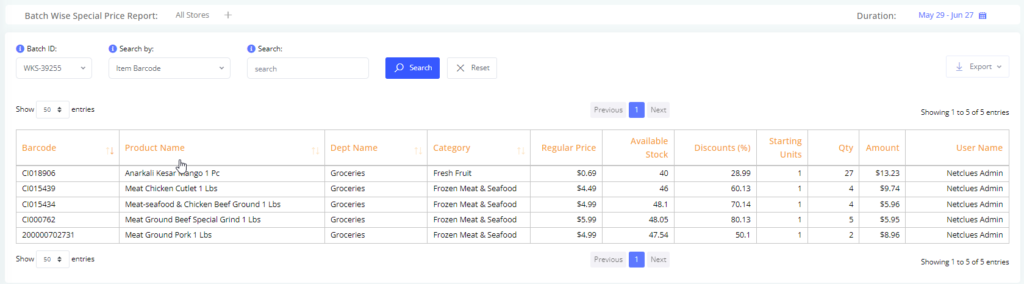 Batch Wise Special Price Report: All Stores + Duration: May 29 - Jun 27
Batch ID: Search by: Search:
WKS-39255 Item Barcode search Search Reset Export
Show 50 entries Previous 1 Next Showing 1 to 5 of 5 entries
Barcode Product Name Dept Name Category Regular Price Available Stock Discounts (%) Starting Units Qty Amount User Name
CI018906 Anarkali Kesar Mango 1 Pc Groceries Fresh Fruit $0.69 40 28.99 1 27 $13.23 Netclues Admin
CI015439 Meat Chicken Cutlet 1 Lbs Groceries Frozen Meat & Seafood $4.49 46 60.13 1 4 $9.74 Netclues Admin
CI015434 Meat-seafood & Chicken Beef Ground 1 Lbs Groceries Frozen Meat & Seafood $4.99 48.1 70.14 1 4 $5.96 Netclues Admin
CI000762 Meat Ground Beef Special Grind 1 Lbs Groceries Frozen Meat & Seafood $5.99 48.05 80.13 1 5 $5.95 Netclues Admin
200000702731 Meat Ground Pork 1 Lbs Groceries Frozen Meat & Seafood $4.99 47.54 50.1 1 2 $8.96 Netclues Admin
Show 50 entries Previous 1 Next Showing 1 to 5 of 5 entries